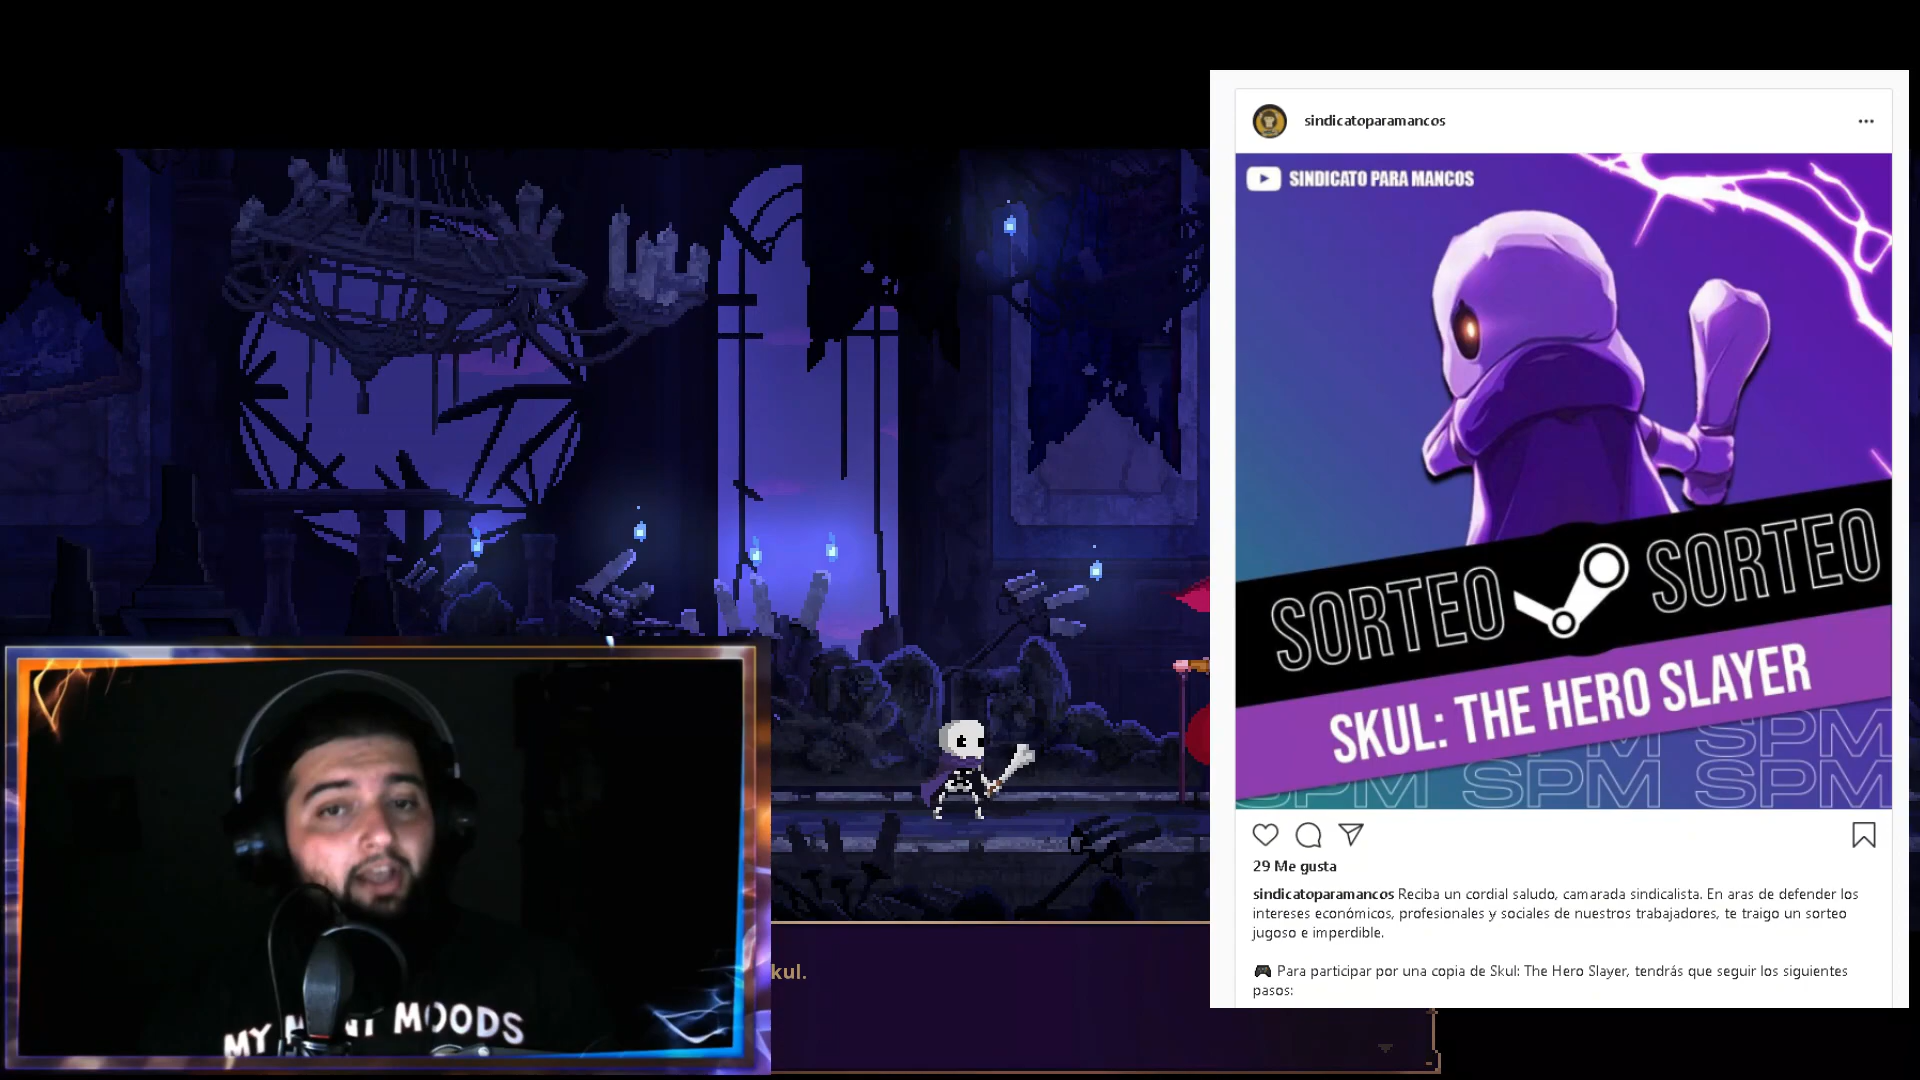 sindicatoparamancos
SINDICATO PARA MANCOS
SORTEO SORTEO
SKUL: THE HERO SLAYER
SPM SPM
SPM SPM SPM
29 Me gusta
sindicatoparamancos Reciba un cordial saludo, camarada sindicalista. En aras de defender los
intereses económicos, profesionales y sociales de nuestros trabajadores, te traigo un sorteo
jugoso e imperdible.
🎮 Para participar por una copia de Skul: The Hero Slayer, tendrás que seguir los siguientes
pasos:
kul.
MY MOODS